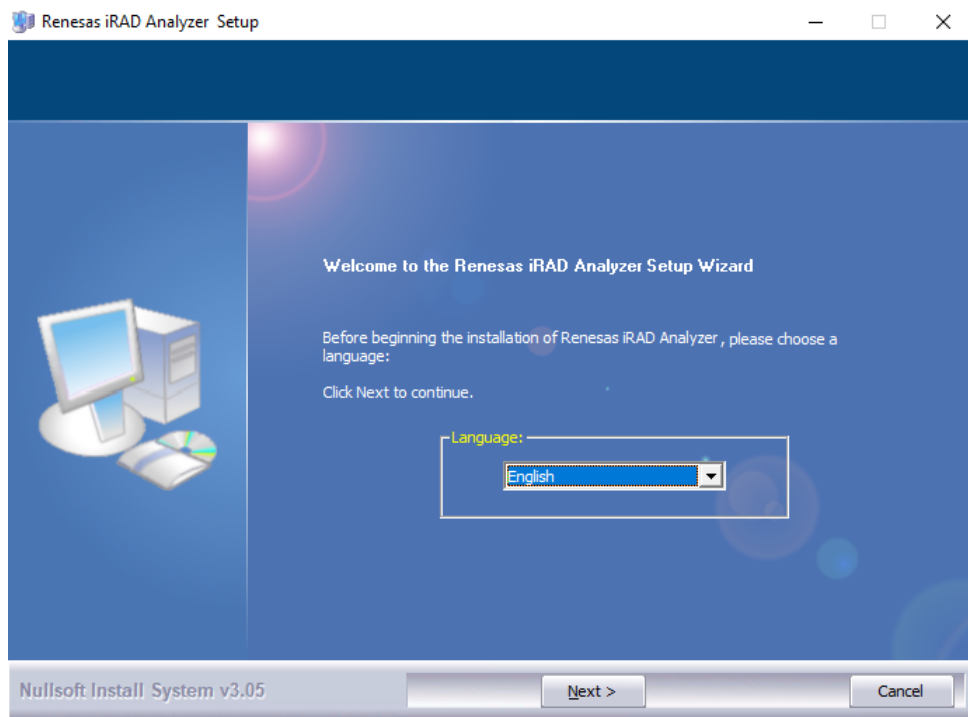 Renesas iRAD Analyzer Setup
Welcome to the Renesas iRAD Analyzer Setup Wizard
Before beginning the installation of Renesas iRAD Analyzer, please choose a
language:
Click Next to continue.
Language:
English
Nullsoft Install System v3.05
Next >
Cancel